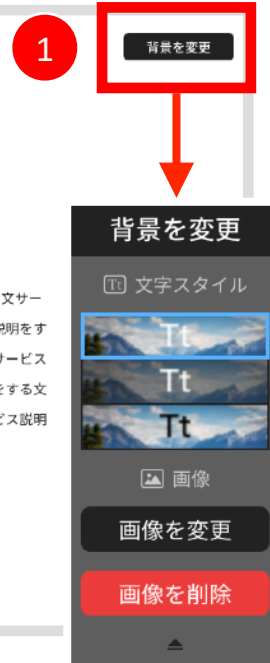 1
背景を変更
文サー
説明をす
サービス
をする文
ビス説明
背景を変更
Tt 文字スタイル
Tt
Tt
Tt
画像
画像を変更
画像を削除